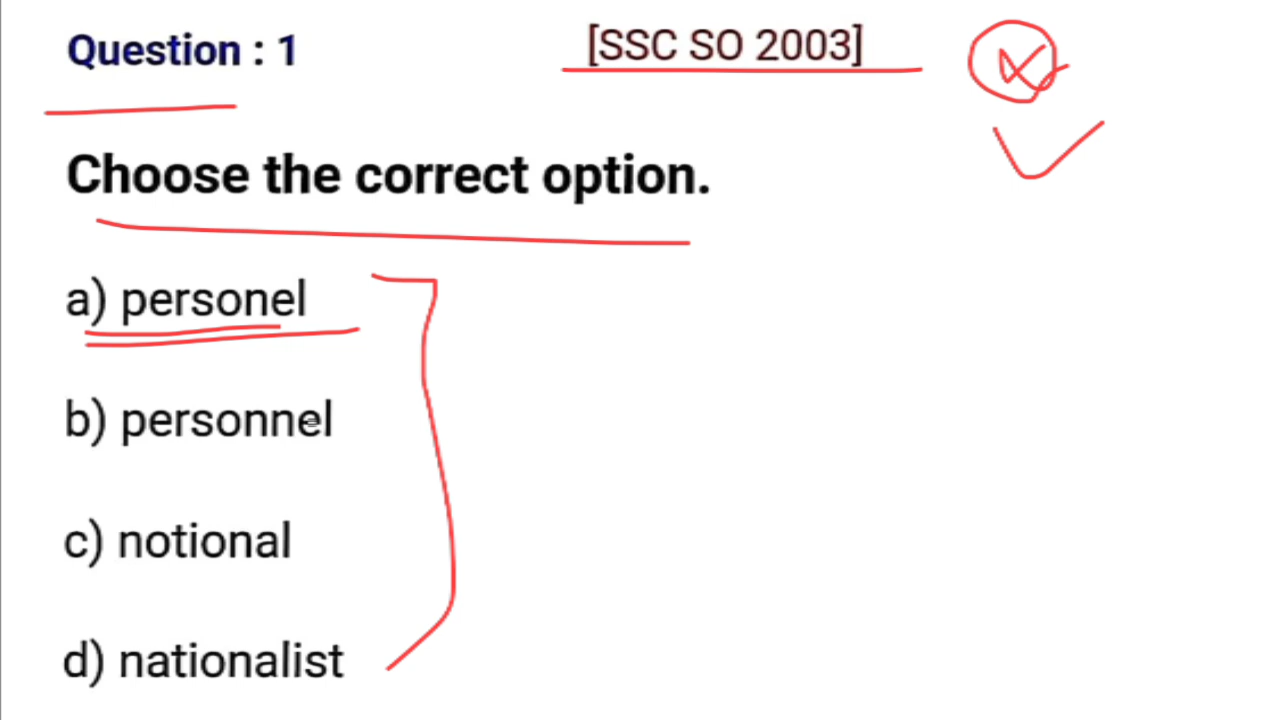 Question : 1
[SSC SO 2003]
Choose the correct option.
a) personel
b) personnel
c) notional
d) nationalist